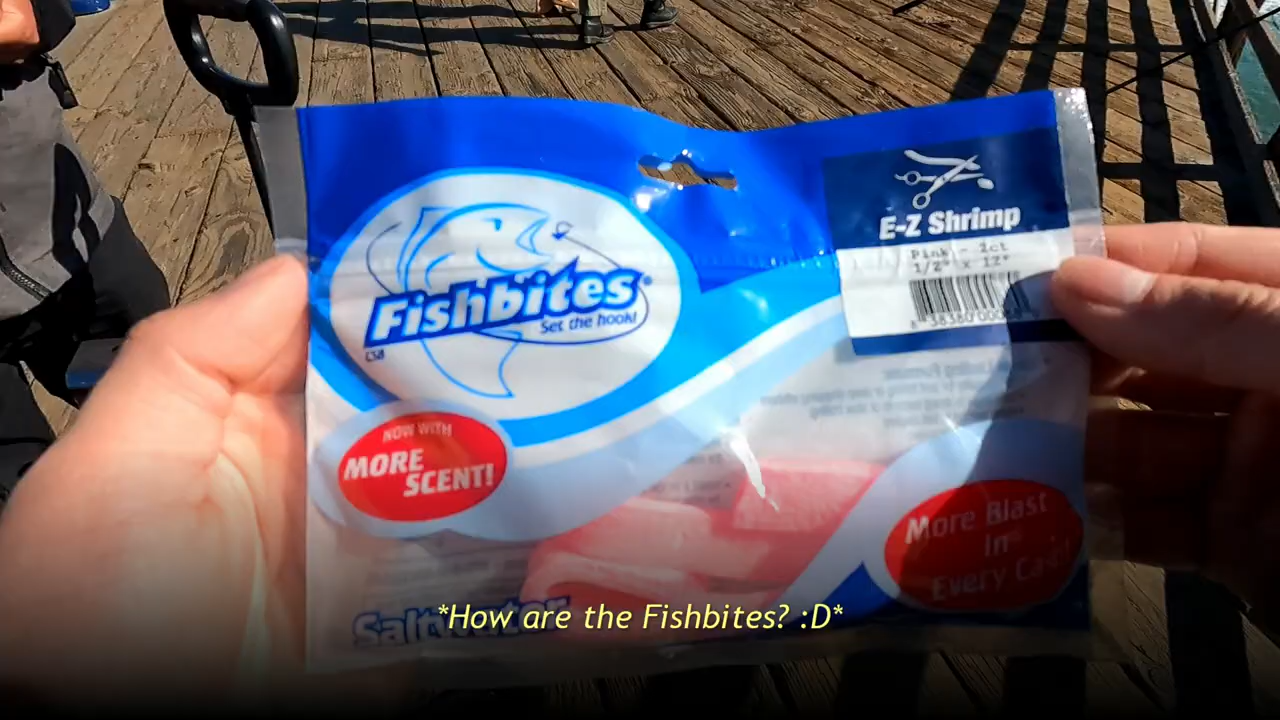 E-Z Shrimp
Pink - 2ct
1/2" x 12"
Fishbites®
Set the hook!
NOW WITH
MORE
SCENT!
More Blast
In
Every
Saltwater
*How are the Fishbites? :D*